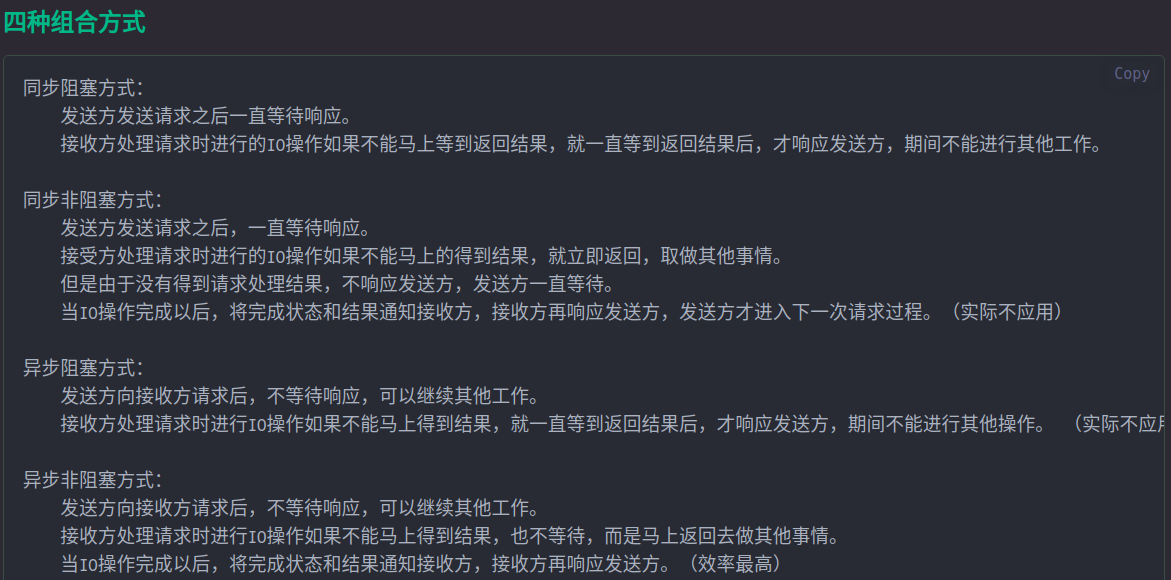 四种组合方式
Copy
同步阻塞方式：
发送方发送请求之后一直等待响应。
接收方处理请求时进行的IO操作如果不能马上等到返回结果，就一直等到返回结果后，才响应发送方，期间不能进行其他工作。
同步非阻塞方式：
发送方发送请求之后，一直等待响应。
接受方处理请求时进行的IO操作如果不能马上的得到结果，就立即返回，取做其他事情。
但是由于没有得到请求处理结果，不响应发送方，发送方一直等待。
当IO操作完成以后，将完成状态和结果通知接收方，接收方再响应发送方，发送方才进入下一次请求过程。（实际不应用）
异步阻塞方式：
发送方向接收方请求后，不等待响应，可以继续其他工作。
接收方处理请求时进行IO操作如果不能马上得到结果，就一直等到返回结果后，才响应发送方，期间不能进行其他操作。 （实际不应
异步非阻塞方式：
发送方向接收方请求后，不等待响应，可以继续其他工作。
接收方处理请求时进行IO操作如果不能马上得到结果，也不等待，而是马上返回去做其他事情。
当IO操作完成以后，将完成状态和结果通知接收方，接收方再响应发送方。（效率最高）